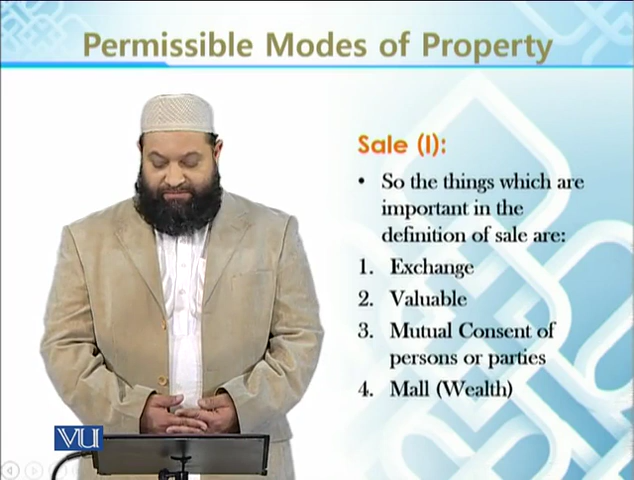 Permissible Modes of Property
Sale (I):
• So the things which are
important in the
definition of sale are:
1. Exchange
2. Valuable
3. Mutual Consent of
persons or parties
4. Mall (Wealth)
VU